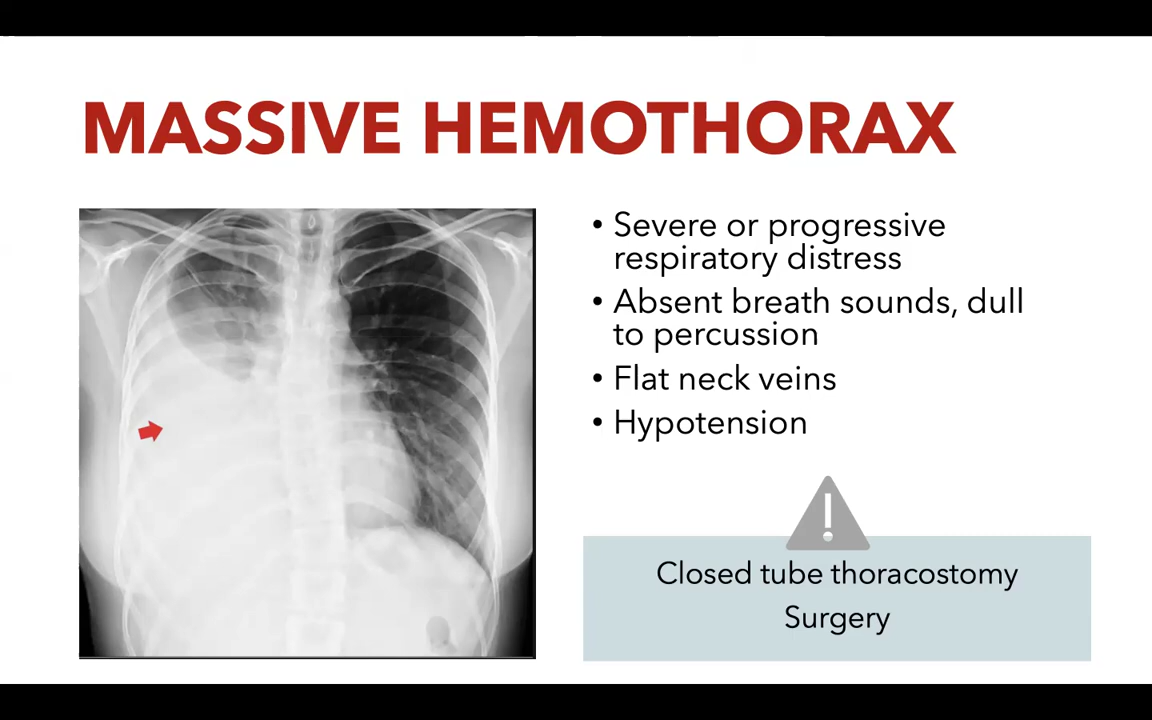 MASSIVE HEMOTHORAX
• Severe or progressive
respiratory distress
• Absent breath sounds, dull
to percussion
• Flat neck veins
• Hypotension
!
Closed tube thoracostomy
Surgery